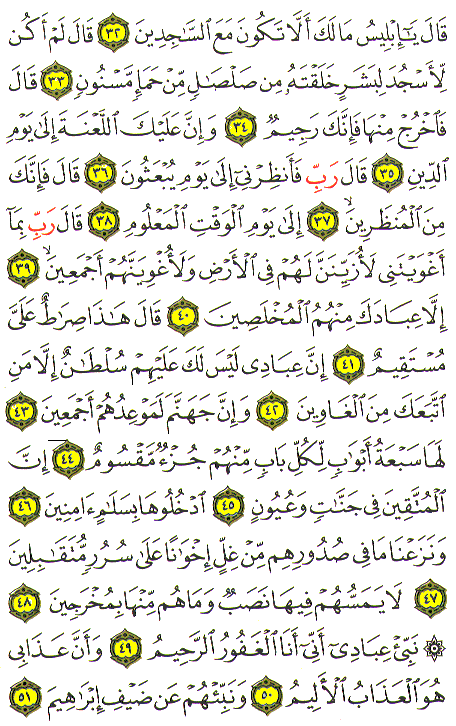 قَالَ يَـٰٓإِبۡلِيسُ مَا لَكَ أَلَّا تَكُونَ مَعَ ٱلسَّـٰجِدِينَ ٣٢ قَالَ لَمۡ أَكُن
لِّأَسۡجُدَ لِبَشَرٍ خَلَقۡتَهُۥ مِن صَلۡصَـٰلٖ مِّنۡ حَمَإٖ مَّسۡنُونٖ ٣٣ قَالَ
فَٱخۡرُجۡ مِنۡهَا فَإِنَّكَ رَجِيمٞ ٣٤ وَإِنَّ عَلَيۡكَ ٱللَّعۡنَةَ إِلَىٰ يَوۡمِ
ٱلدِّينِ ٣٥ قَالَ رَبِّ فَأَنظِرۡنِيٓ إِلَىٰ يَوۡمِ يُبۡعَثُونَ ٣٦ قَالَ فَإِنَّكَ
مِنَ ٱلۡمُنظَرِينَ ٣٧ إِلَىٰ يَوۡمِ ٱلۡوَقۡتِ ٱلۡمَعۡلُومِ ٣٨ قَالَ رَبِّ بِمَآ
أَغۡوَيۡتَنِي لَأُزَيِّنَنَّ لَهُمۡ فِي ٱلۡأَرۡضِ وَلَأُغۡوِيَنَّهُمۡ أَجۡمَعِينَ ٣٩
إِلَّا عِبَادَكَ مِنۡهُمُ ٱلۡمُخۡلَصِينَ ٤٠ قَالَ هَـٰذَا صِرَٰطٌ عَلَيَّ
مُسۡتَقِيمٌ ٤١ إِنَّ عِبَادِي لَيۡسَ لَكَ عَلَيۡهِمۡ سُلۡطَـٰنٌ إِلَّا مَنِ
ٱتَّبَعَكَ مِنَ ٱلۡغَاوِينَ ٤٢ وَإِنَّ جَهَنَّمَ لَمَوۡعِدُهُمۡ أَجۡمَعِينَ ٤٣
لَهَا سَبۡعَةُ أَبۡوَٰبٖ لِّكُلِّ بَابٖ مِّنۡهُمۡ جُزۡءٞ مَّقۡسُومٌ ٤٤ إِنَّ
ٱلۡمُتَّقِينَ فِي جَنَّـٰتٖ وَعُيُونٍ ٤٥ ٱدۡخُلُوهَا بِسَلَـٰمٍ ءَامِنِينَ ٤٦
وَنَزَعۡنَا مَا فِي صُدُورِهِم مِّنۡ غِلٍّ إِخۡوَٰنًا عَلَىٰ سُرُرٖ مُّتَقَـٰبِلِينَ
٤٧ لَا يَمَسُّهُمۡ فِيهَا نَصَبٞ وَمَا هُم مِّنۡهَا بِمُخۡرَجِينَ ٤٨
۞ نَبِّئۡ عِبَادِيٓ أَنِّيٓ أَنَا ٱلۡغَفُورُ ٱلرَّحِيمُ ٤٩ وَأَنَّ عَذَابِي
هُوَ ٱلۡعَذَابُ ٱلۡأَلِيمُ ٥٠ وَنَبِّئۡهُمۡ عَن ضَيۡفِ إِبۡرَٰهِيمَ ٥١